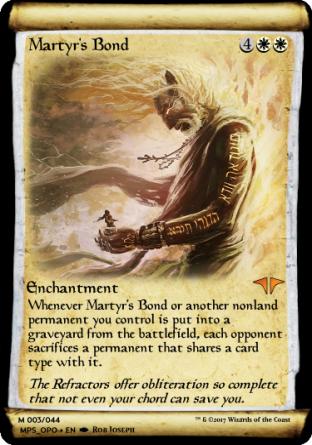 Martyr's Bond 4
Enchantment
Whenever Martyr's Bond or another nonland
permanent you control is put into a
graveyard from the battlefield, each opponent
sacrifices a permanent that shares a card
type with it.
The Refractors offer obliteration so complete
that not even your chord can save you.
M 003/044
MPS_OPO • EN Rob Joseph
™ & ©2017 Wizards of the Coast